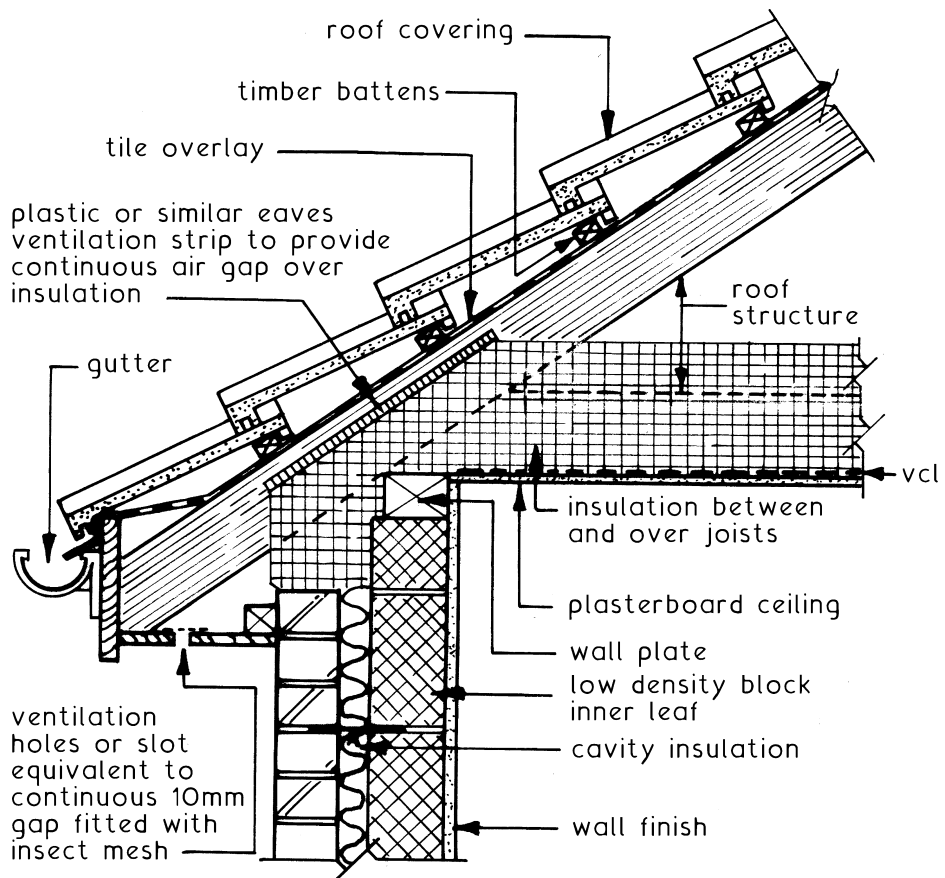 roof covering
timber battens
tile overlay
plastic or similar eaves
ventilation strip to provide
continuous air gap over
insulation
roof
structure
gutter
vcl
insulation between
and over joists
plasterboard ceiling
wall plate
low density block
inner leaf
cavity insulation
wall finish
ventilation
holes or slot
equivalent to
continuous 10mm
gap fitted with
insect mesh